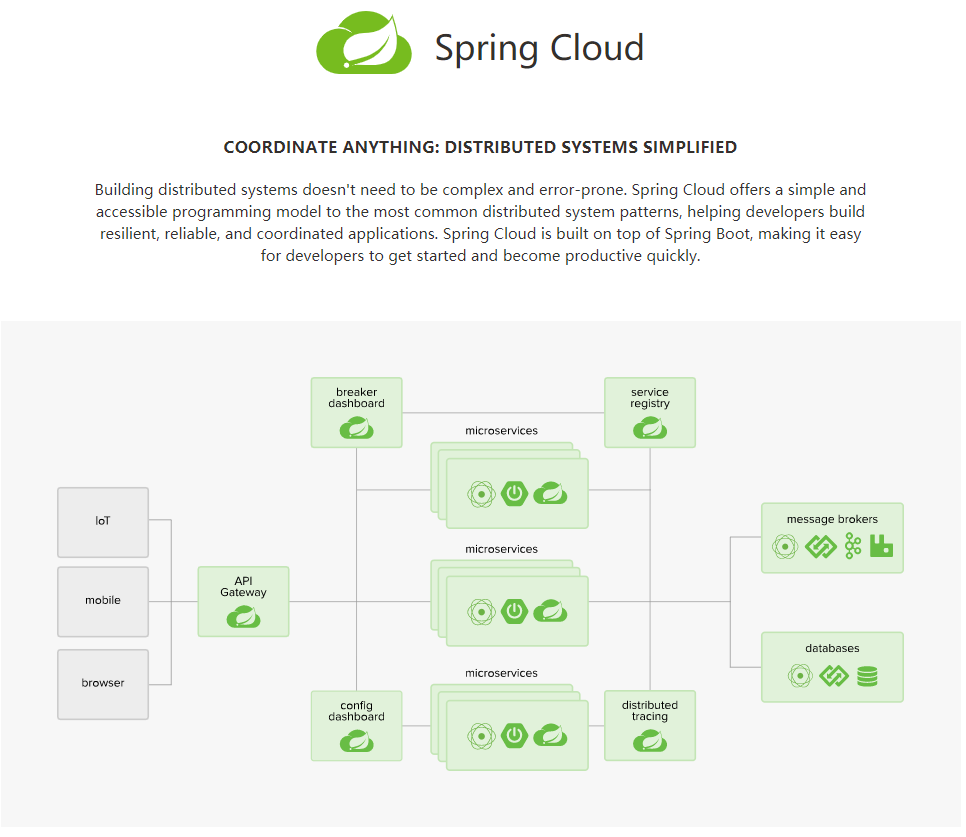 Spring Cloud
COORDINATE ANYTHING: DISTRIBUTED SYSTEMS SIMPLIFIED
Building distributed systems doesn't need to be complex and error-prone. Spring Cloud offers a simple and
accessible programming model to the most common distributed system patterns, helping developers build
resilient, reliable, and coordinated applications. Spring Cloud is built on top of Spring Boot, making it easy
for developers to get started and become productive quickly.
breaker
dashboard
service
registry
microservices
IoT
message brokers
microservices
API
Gateway
mobile
databases
browser
microservices
config
dashboard
distributed
tracing